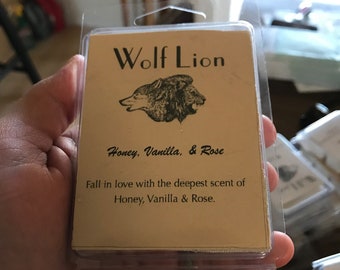 Wolf Lion
Honey, Vanilla, & Rose
Fall in love with the deepest scent of
Honey, Vanilla & Rose.